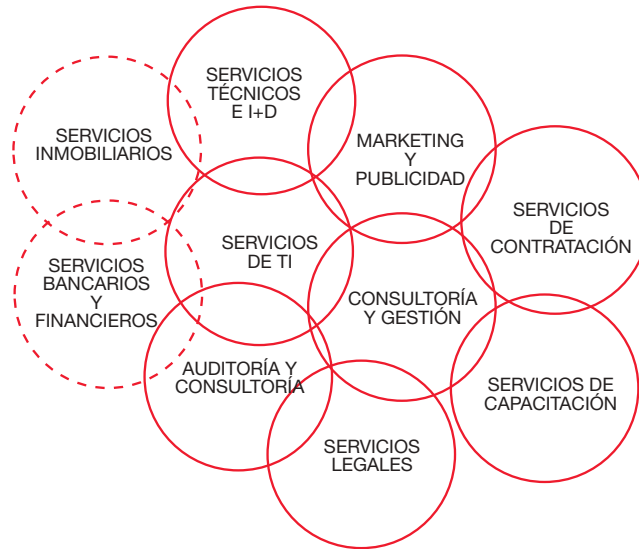 SERVICIOS
TÉCNICOS
E I+D
SERVICIOS
INMOBILIARIOS
MARKETING
Y
PUBLICIDAD
SERVICIOS
DE
CONTRATACIÓN
SERVICIOS
DE TI
SERVICIOS
BANCARIOS
Y
FINANCIEROS
CONSULTORÍA
Y GESTIÓN
AUDITORÍA Y
CONSULTORÍA
SERVICIOS DE
CAPACITACIÓN
SERVICIOS
LEGALES